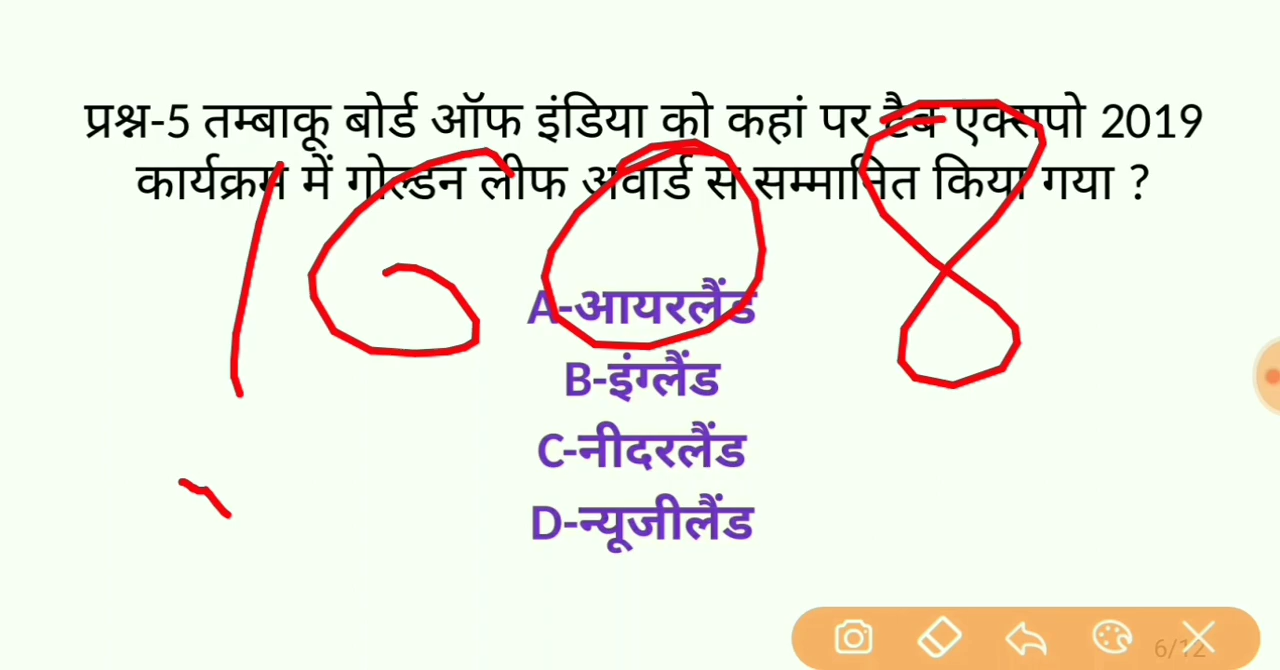 प्रश्न-5 तम्बाकू बोर्ड ऑफ इंडिया को कहां पर टैब एक्सपो 2019
कार्यक्रम में गोल्डन लीफ अवार्ड से सम्मानित किया गया ?
1608
A-आयरलैंड
B-इंग्लैंड
C-नीदरलैंड
D-न्यूजीलैंड
6/12